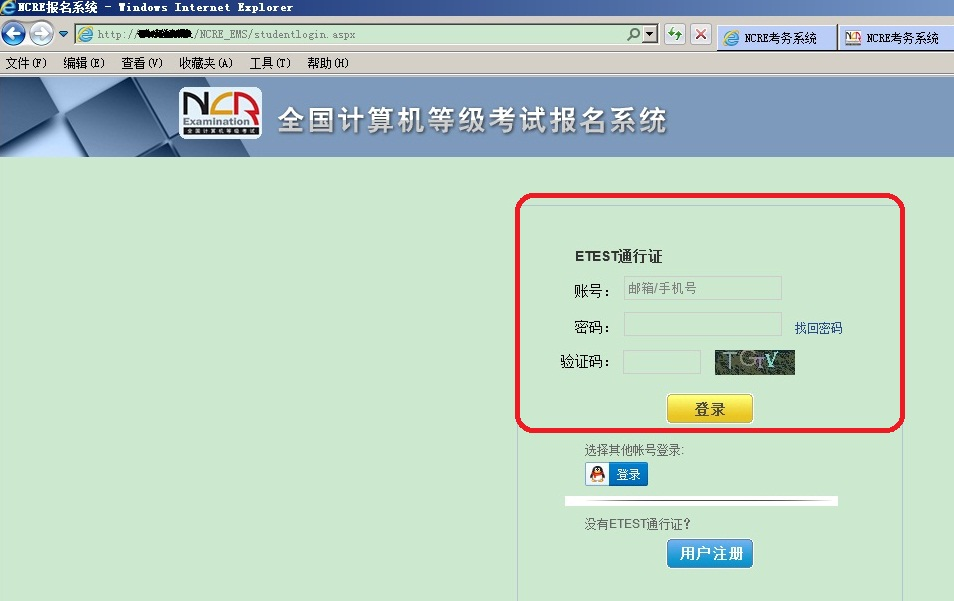 NCRE报名系统 - Windows Internet Explorer
http:// /NCRE_EMS/studentlogin.aspx
NCRE考务系统
NCRE考务系统
文件(F) 编辑(E) 查看(V) 收藏夹(A) 工具(T) 帮助(H)
NCR
Examination
全国计算机等级考试
全国计算机等级考试报名系统
ETEST通行证
账号： 邮箱/手机号
密码： 找回密码
验证码： TGTV
登录
选择其他帐号登录:
登录
没有ETEST通行证?
用户注册